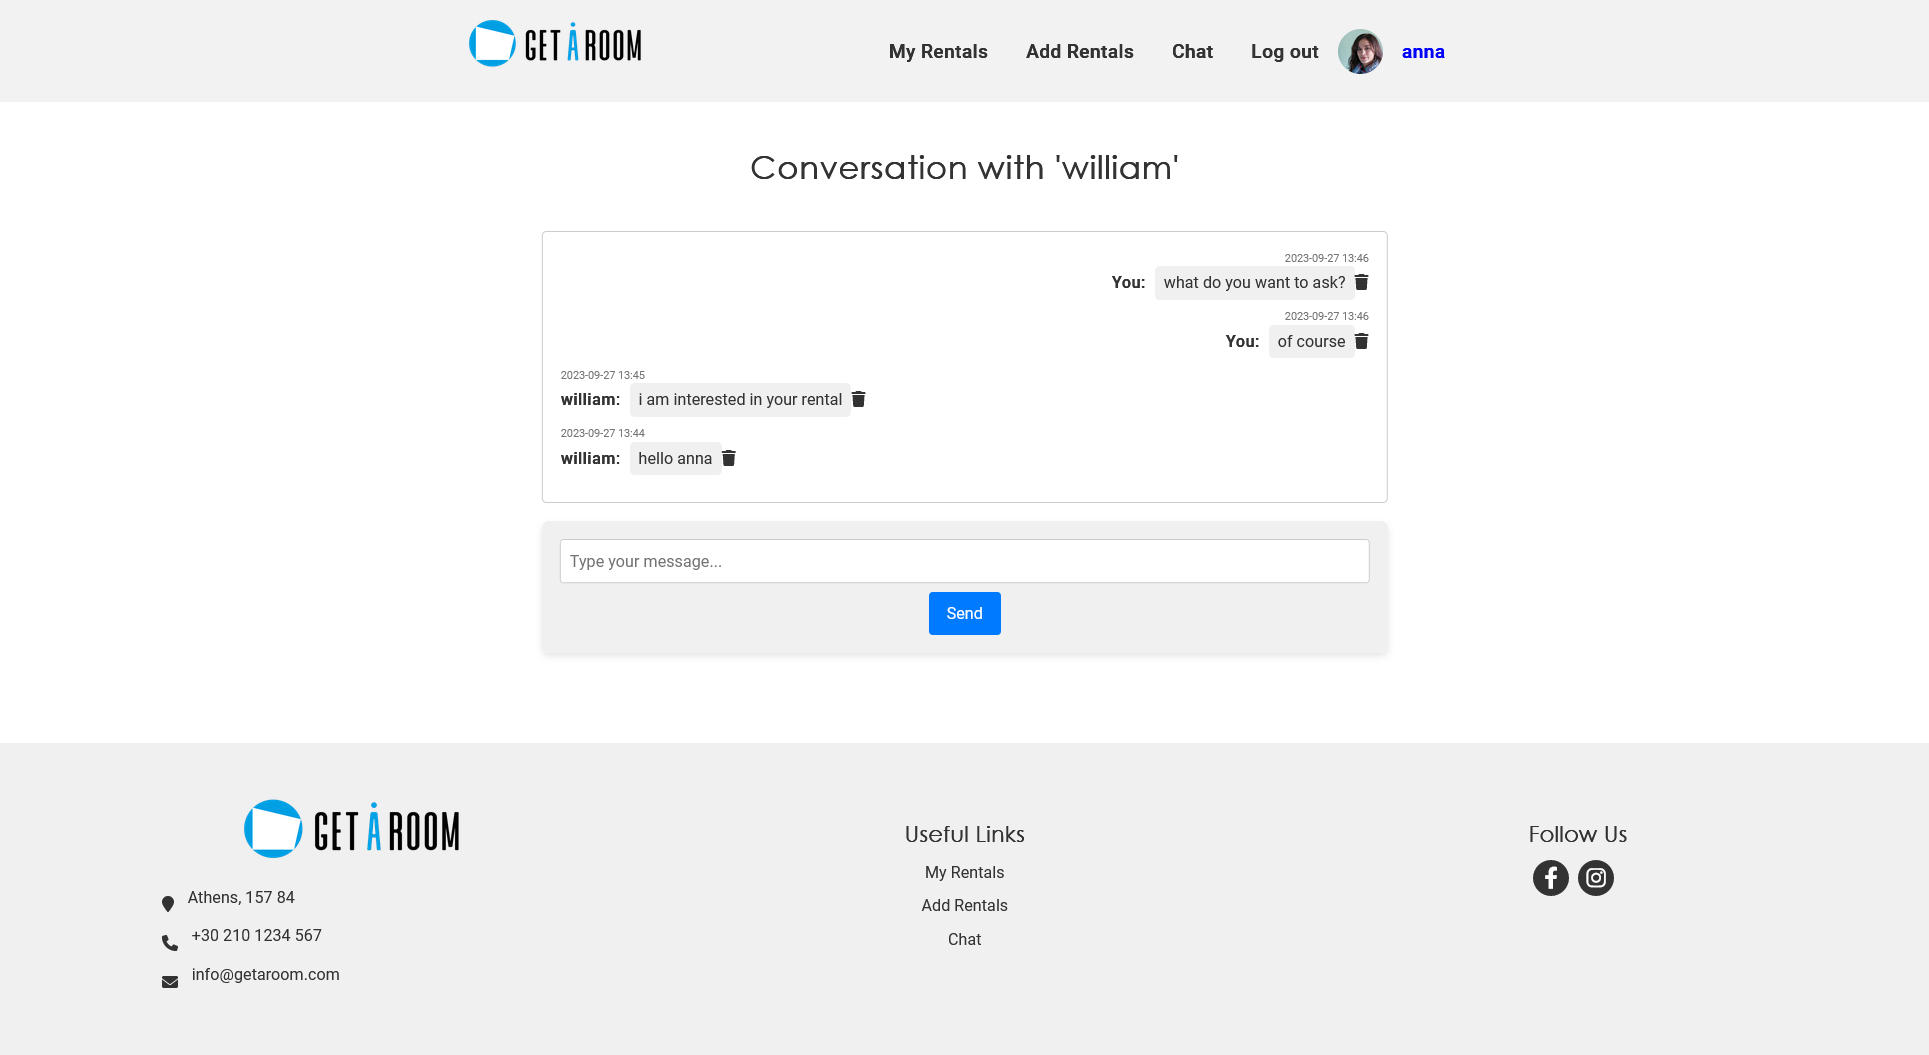 GET A ROOM
My Rentals
Add Rentals
Chat
Log out
anna
Conversation with 'william'
2023-09-27 13:46
You: what do you want to ask?
2023-09-27 13:46
You: of course
2023-09-27 13:45
william: i am interested in your rental
2023-09-27 13:44
william: hello anna
Type your message...
Send
GET A ROOM
Athens, 157 84
+30 210 1234 567
info@getaroom.com
Useful Links
My Rentals
Add Rentals
Chat
Follow Us